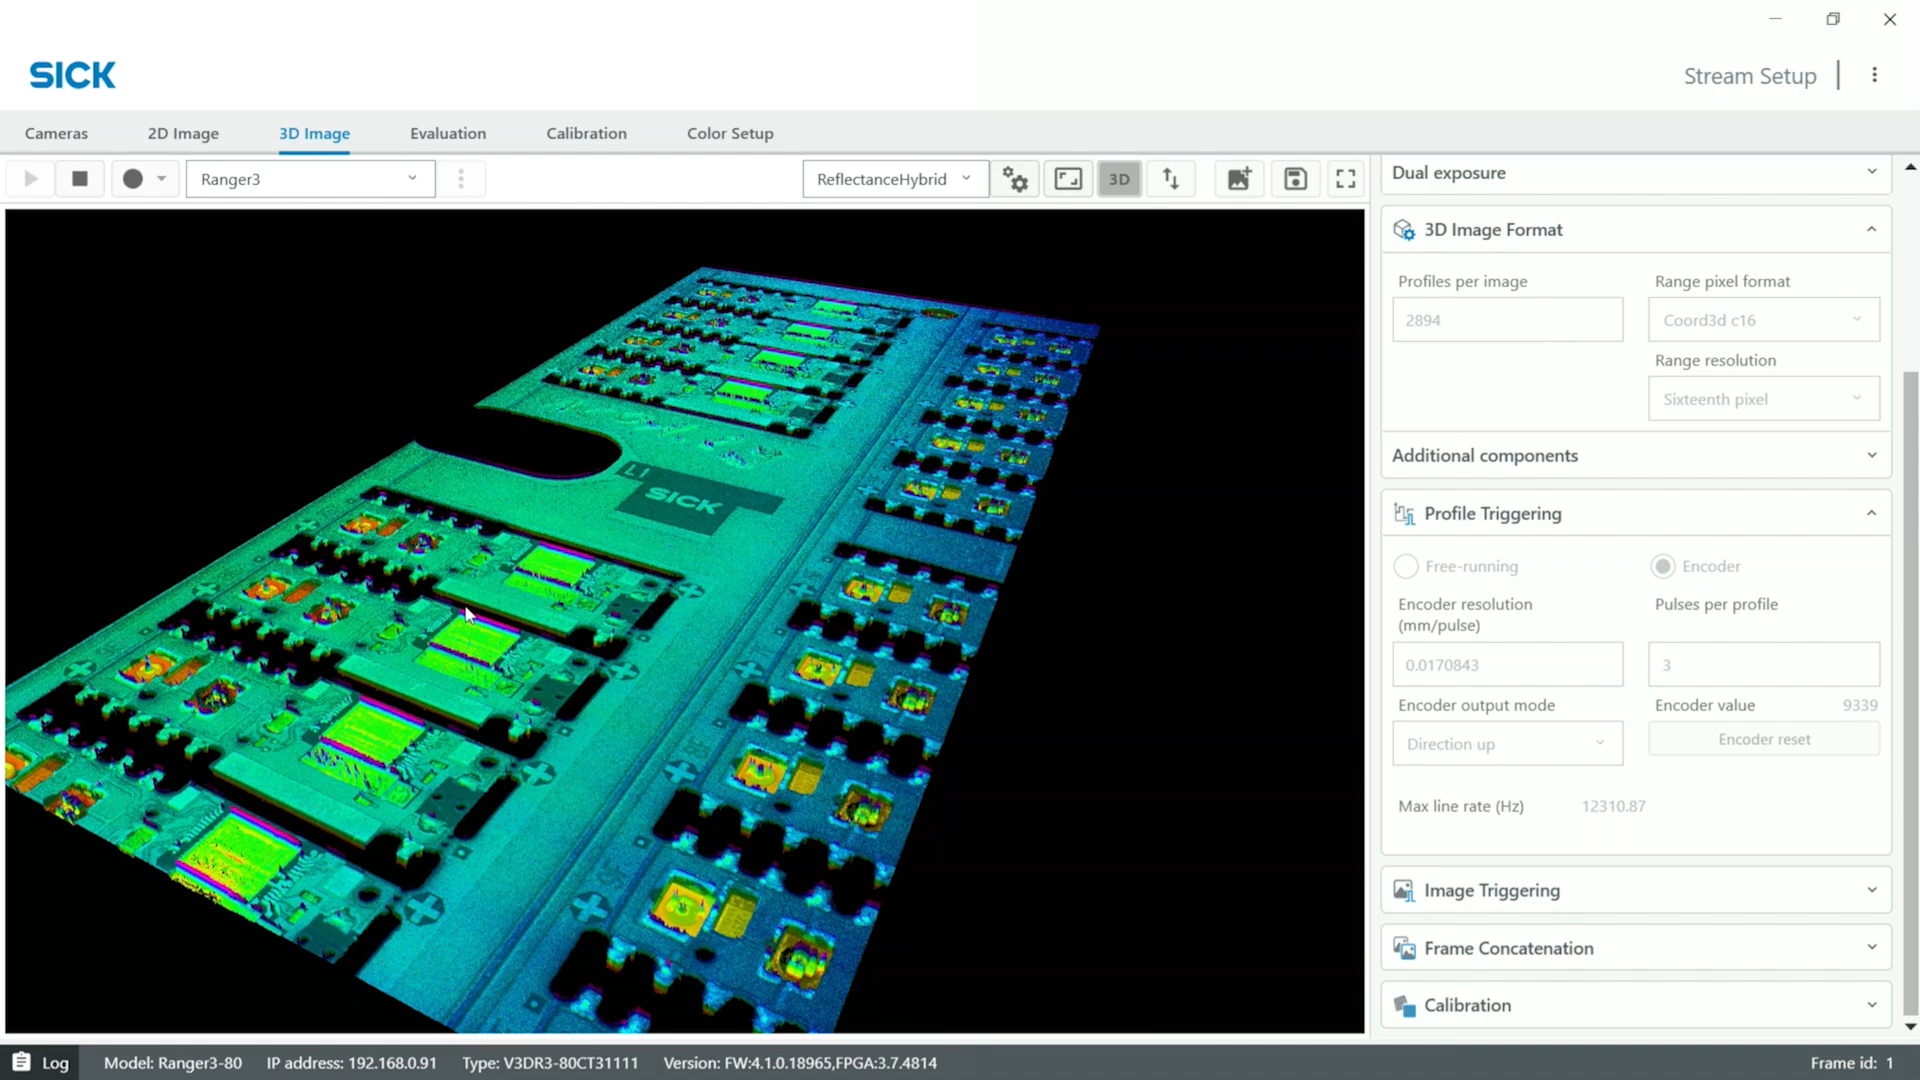 SICK
Stream Setup
Cameras
2D Image
3D Image
Evaluation
Calibration
Color Setup
Ranger3
ReflectanceHybrid
3D
Dual exposure
3D Image Format
Profiles per image
Range pixel format
2894
Coord3d c16
Range resolution
Sixteenth pixel
Additional components
L1
SICK
Profile Triggering
Free-running
Encoder
Encoder resolution
(mm/pulse)
Pulses per profile
0.0170843
3
Encoder output mode
Encoder value
9339
Direction up
Encoder reset
Max line rate (Hz)
12310.87
Image Triggering
Frame Concatenation
Calibration
Log
Model: Ranger3-80
IP address: 192.168.0.91
Type: V3DR3-80CT31111
Version: FW:4.1.0.18965,FPGA:3.7.4814
Frame id: 1